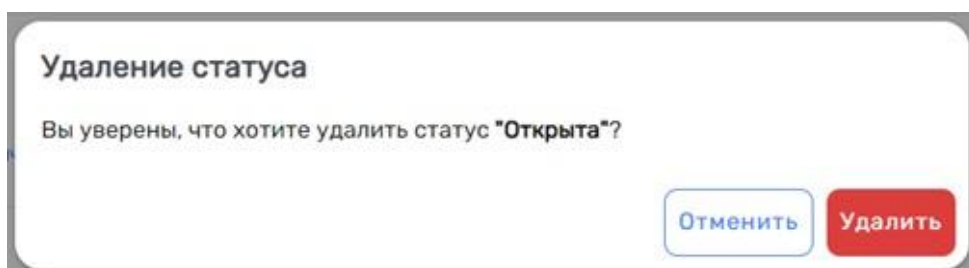 Удаление статуса
Вы уверены, что хотите удалить статус "Открыта"?
Отменить Удалить